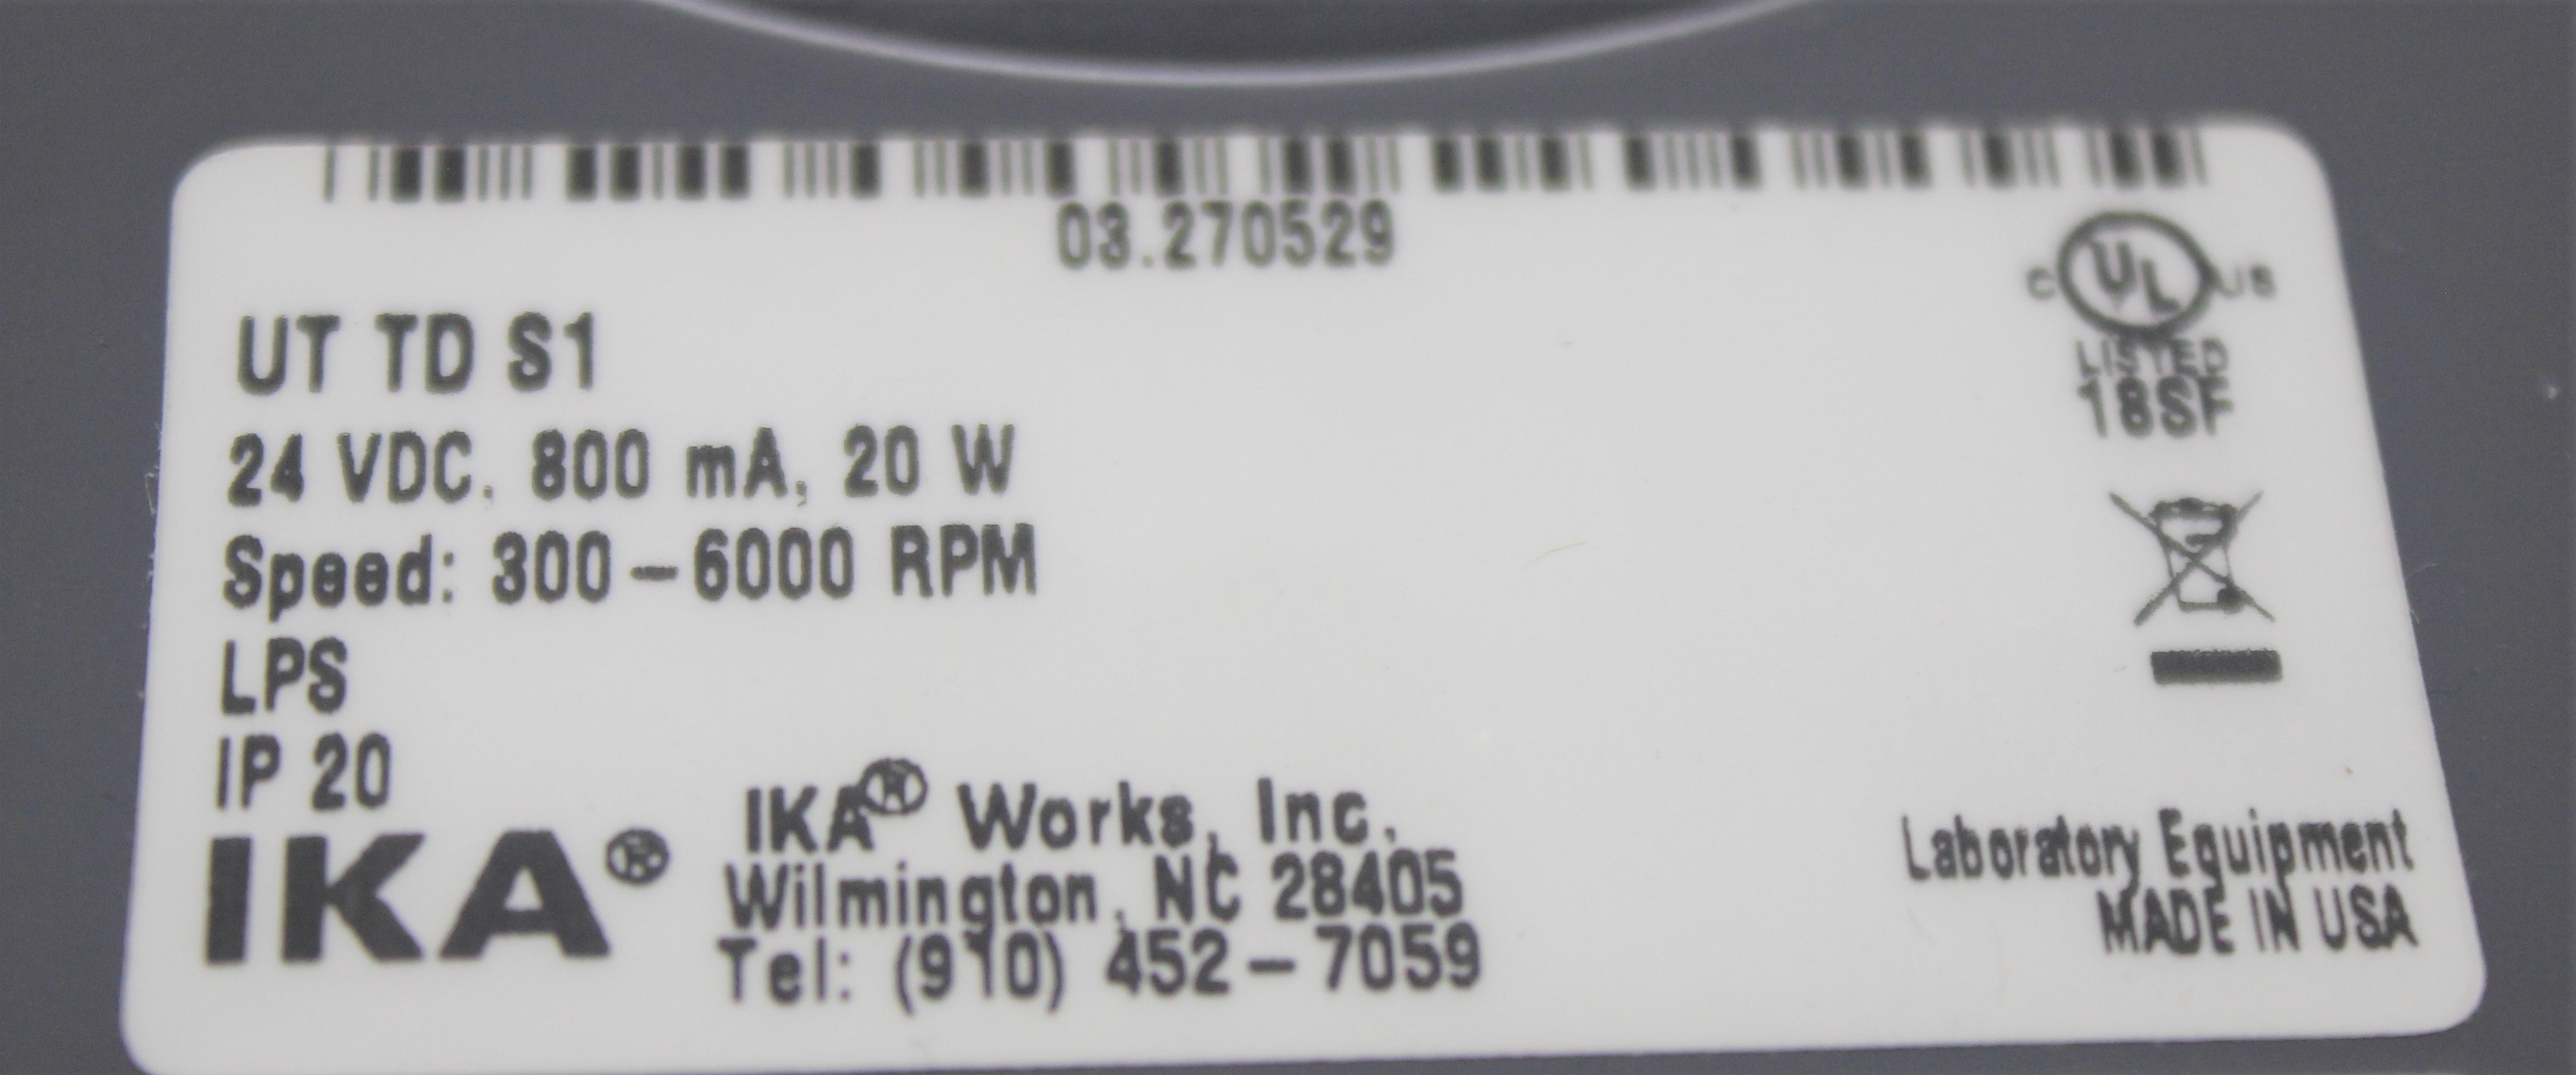 03.270529
C UL US
LISTED
18SF
UT TD S1
24 VDC, 800 mA, 20 W
Speed: 300-6000 RPM
LPS
IP 20
IKA®
IKA® Works, Inc.
Wilmington, NC 28405
Tel: (910) 452-7059
Laboratory Equipment
MADE IN USA